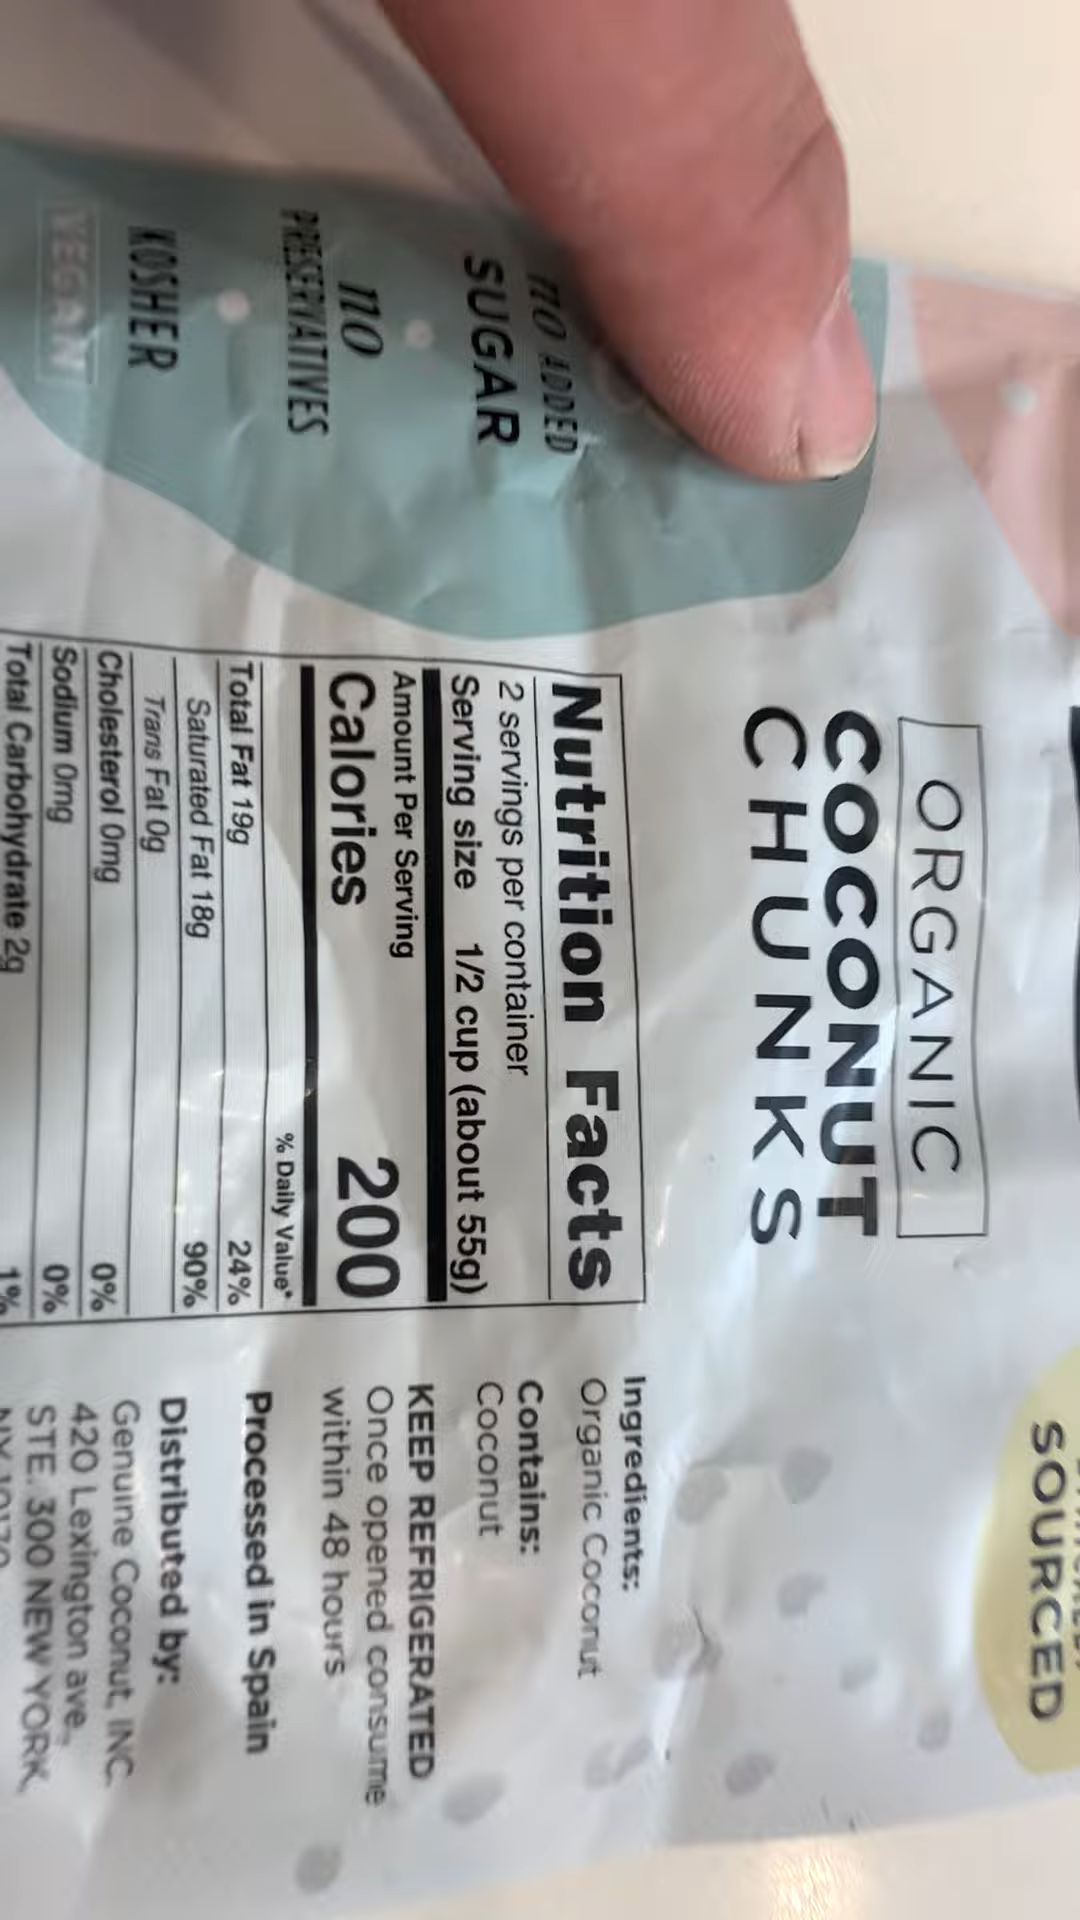 SOURCED
ORGANIC
COCONUT
CHUNKS
no ADDED
SUGAR
no
PRESERVATIVES
KOSHER
VEGAN
Nutrition Facts
2 servings per container
Serving size 1/2 cup (about 55g)
Amount Per Serving
Calories 200
% Daily Value*
Total Fat 19g 24%
Saturated Fat 18g 90%
Trans Fat 0g
Cholesterol 0mg 0%
Sodium 0mg 0%
Total Carbohydrate 2g 1%
Ingredients:
Organic Coconut
Contains:
Coconut
KEEP REFRIGERATED
Once opened consume
within 48 hours
Processed in Spain
Distributed by:
Genuine Coconut, INC.
420 Lexington ave.,
STE. 300 NEW YORK,